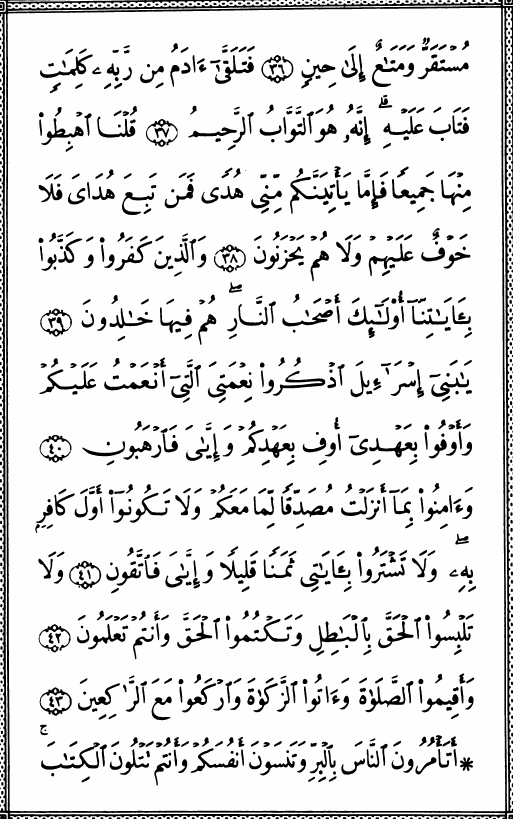 مُسْتَقَرٌّ وَمَتَـٰعٌ إِلَىٰ حِينٍ ٣٦ فَتَلَقَّىٰٓ ءَادَمُ مِن رَّبِّهِۦ كَلِمَـٰتٍ
فَتَابَ عَلَيْهِ ۚ إِنَّهُۥ هُوَ ٱلتَّوَّابُ ٱلرَّحِيمُ ٣٧ قُلْنَا ٱهْبِطُوا۟
مِنْهَا جَمِيعًا فَإِمَّا يَأْتِيَنَّكُم مِّنِّى هُدًى فَمَن تَبِعَ هُدَاىَ فَلَا
خَوْفٌ عَلَيْهِمْ وَلَا هُمْ يَحْزَنُونَ ٣٨ وَٱلَّذِينَ كَفَرُوا۟ وَكَذَّبُوا۟
بِـَٔايَـٰتِنَآ أُو۟لَـٰٓئِكَ أَصْحَـٰبُ ٱلنَّارِ ۖ هُمْ فِيهَا خَـٰلِدُونَ ٣٩
يَـٰبَنِىٓ إِسْرَٰٓءِيلَ ٱذْكُرُوا۟ نِعْمَتِىَ ٱلَّتِىٓ أَنْعَمْتُ عَلَيْكُمْ
وَأَوْفُوا۟ بِعَهْدِىٓ أُوفِ بِعَهْدِكُمْ وَإِيَّـٰىَ فَٱرْهَبُونِ ٤٠
وَءَامِنُوا۟ بِمَآ أَنزَلْتُ مُصَدِّقًا لِّمَا مَعَكُمْ وَلَا تَكُونُوٓا۟ أَوَّلَ كَافِرٍۭ
بِهِۦ ۖ وَلَا تَشْتَرُوا۟ بِـَٔايَـٰتِى ثَمَنًا قَلِيلًا وَإِيَّـٰىَ فَٱتَّقُونِ ٤١ وَلَا
تَلْبِسُوا۟ ٱلْحَقَّ بِٱلْبَـٰطِلِ وَتَكْتُمُوا۟ ٱلْحَقَّ وَأَنتُمْ تَعْلَمُونَ ٤٢
وَأَقِيمُوا۟ ٱلصَّلَوٰةَ وَءَاتُوا۟ ٱلزَّكَوٰةَ وَٱرْكَعُوا۟ مَعَ ٱلرَّٰكِعِينَ ٤٣
* أَتَأْمُرُونَ ٱلنَّاسَ بِٱلْبِرِّ وَتَنسَوْنَ أَنفُسَكُمْ وَأَنتُمْ تَتْلُونَ ٱلْكِتَـٰبَ ۚ